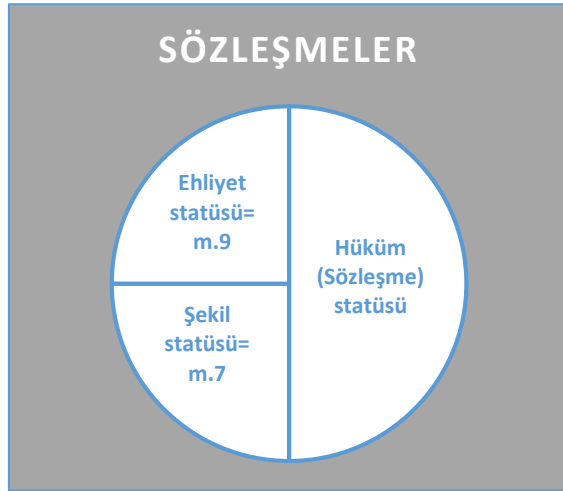 SÖZLEŞMELER
Ehliyet
statüsü=
m.9
Şekil
statüsü=
m.7
Hüküm
(Sözleşme)
statüsü